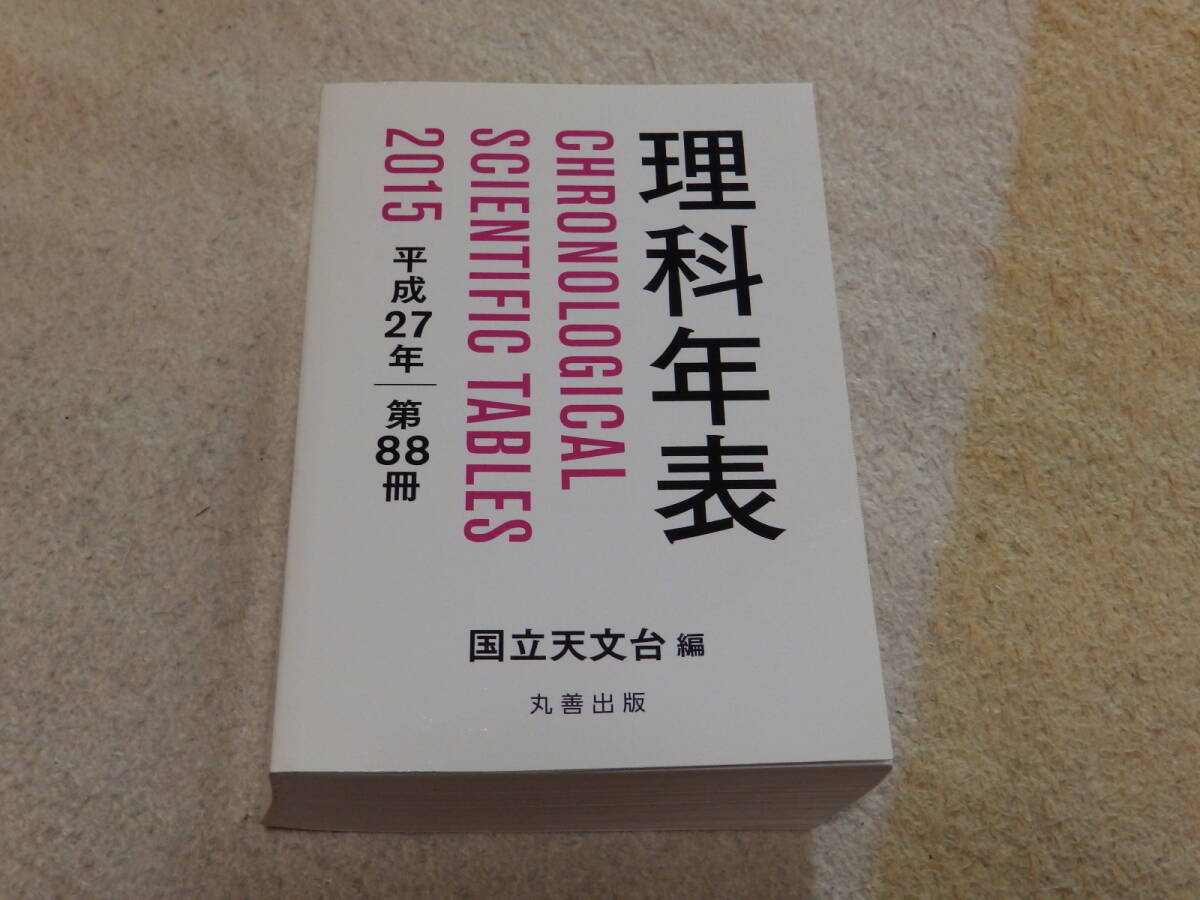 理科年表
CHRONOLOGICAL
SCIENTIFIC TABLES
2015 平成27年 第88冊
国立天文台 編
丸善出版